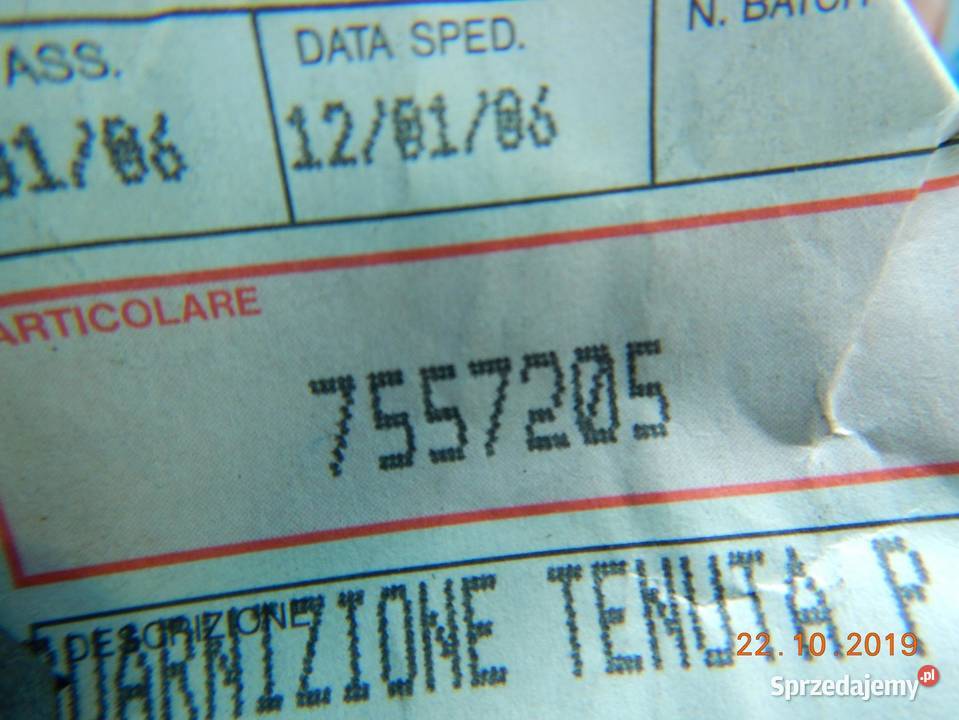 ASS. DATA SPED. N. BATCH
01/06 12/01/06
ARTICOLARE
7557205
DESCRIZIONE
GUARNIZIONE TENUTA P
22.10.2019
Sprzedajemy.pl